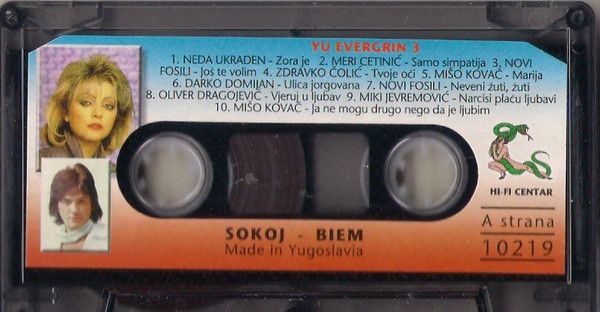 YU EVERGRIN 3
1. NEDA UKRADEN - Zora je 2. MERI CETINIĆ - Samo simpatija 3. NOVI
FOSILI - Još te volim 4. ZDRAVKO ČOLIĆ - Tvoje oči 5. MIŠO KOVAČ - Marija
6. DARKO DOMIJAN - Ulica jorgovana 7. NOVI FOSILI - Neveni žuti, žuti
8. OLIVER DRAGOJEVIĆ - Vjeruj u ljubav 9. MIKI JEVREMOVIĆ - Narcisi plaću ljubavi
10. MIŠO KOVAČ - Ja ne mogu drugo nego da je ljubim
HI-FI CENTAR
A strana
10219
SOKOJ - BIEM
Made in Yugoslavia